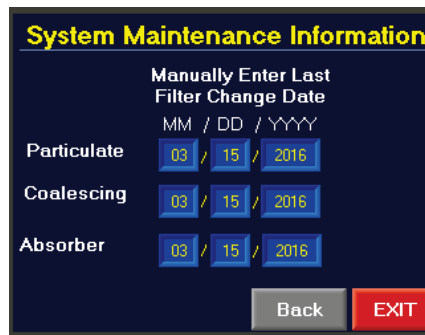 System Maintenance Information
Manually Enter Last
Filter Change Date
MM / DD / YYYY
Particulate 03 / 15 / 2016
Coalescing 03 / 15 / 2016
Absorber 03 / 15 / 2016
Back EXIT